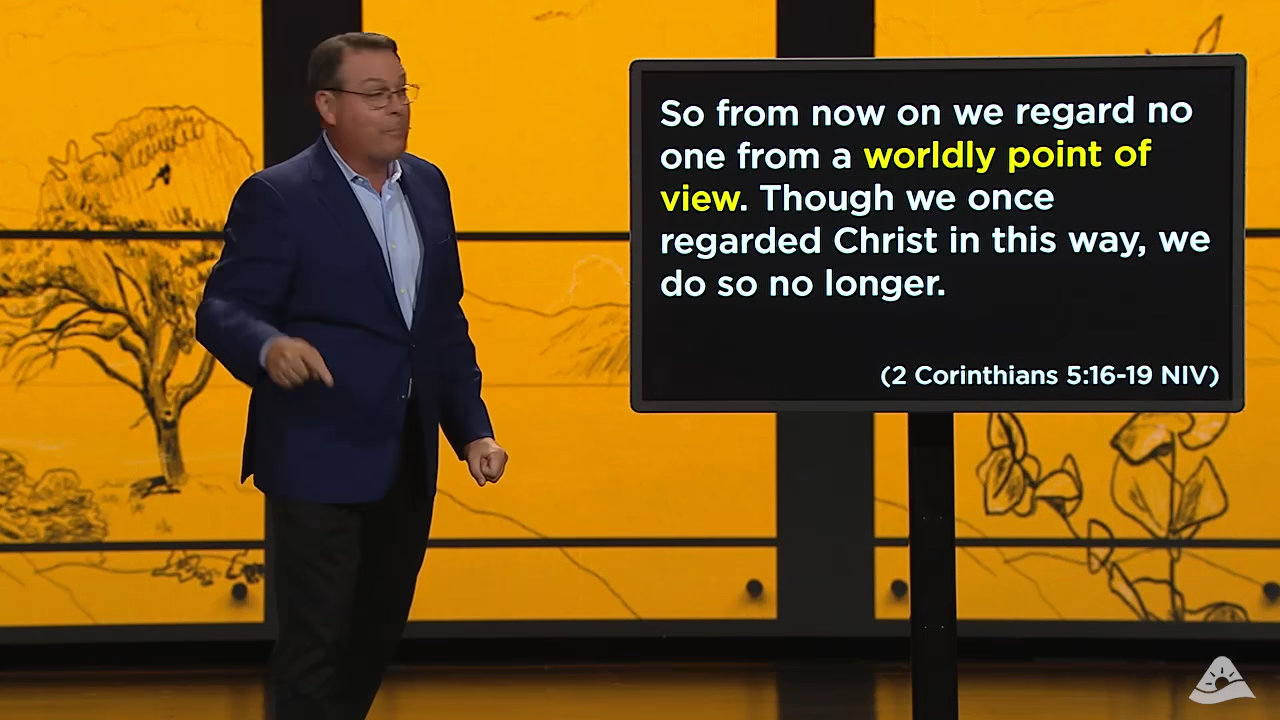 So from now on we regard no
one from a worldly point of
view. Though we once
regarded Christ in this way, we
do so no longer.
(2 Corinthians 5:16-19 NIV)